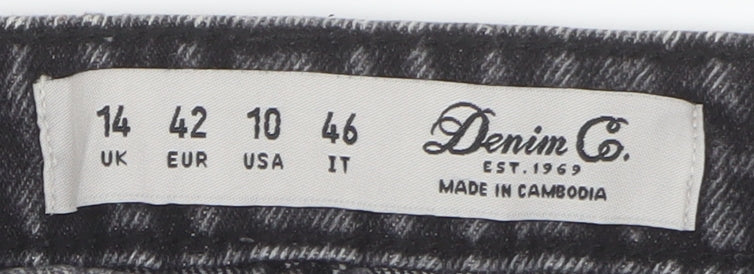 14 42 10 46
UK EUR USA IT
Denim Co.
EST. 1969
MADE IN CAMBODIA